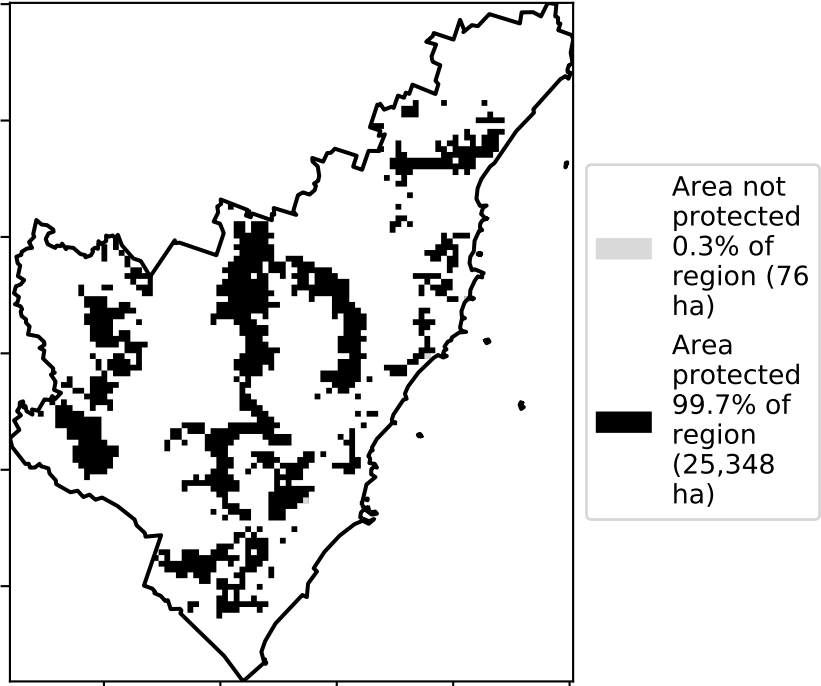 Area not
protected
0.3% of
region (76
ha)
Area
protected
99.7% of
region
(25,348
ha)